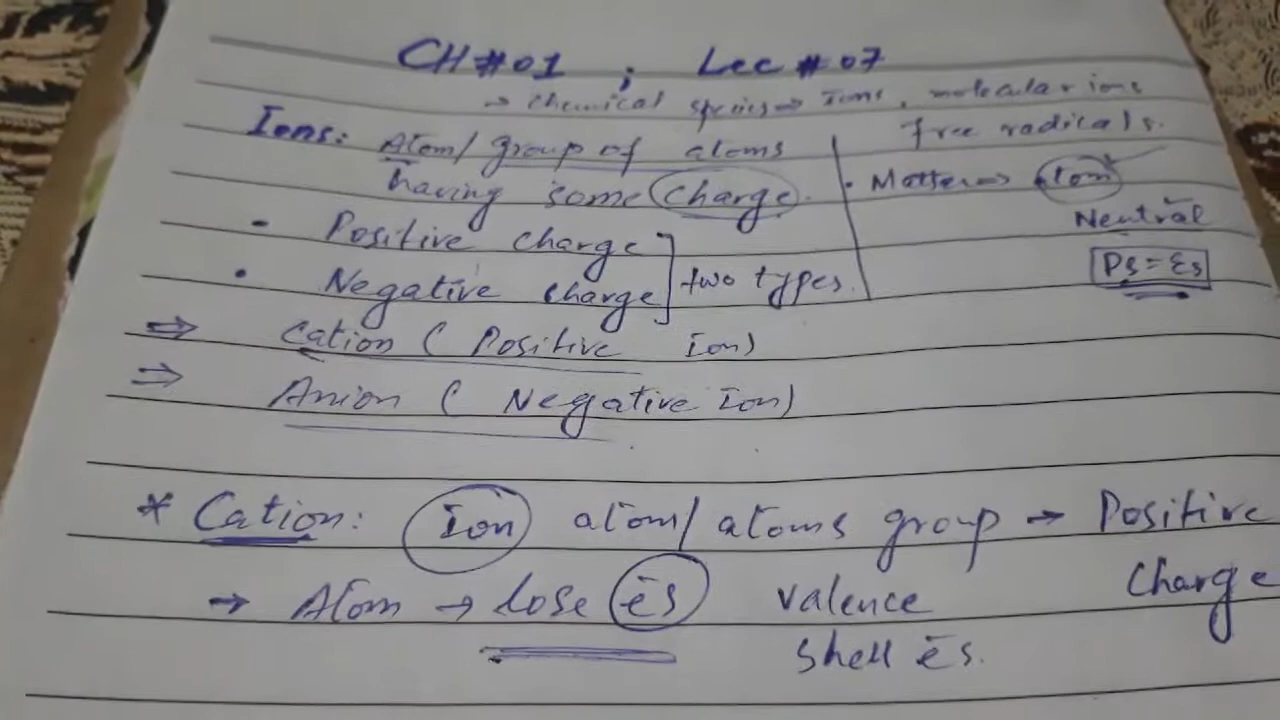 CH#01 ; Lec #07
→ chemical species → Ions, molecular ions
Free radicals.
Ions: Atom/ group of atoms
having some charge.
• Matter → atom
Neutral
Ps = es
- Positive charge
• Negative charge ] two types.
⇒ Cation ( Positive Ion)
⇒ Anion ( Negative Ion)
* Cation: Ion atom/ atoms group → Positive
Charge
→ Atom → lose ēs valence
shell ēs.